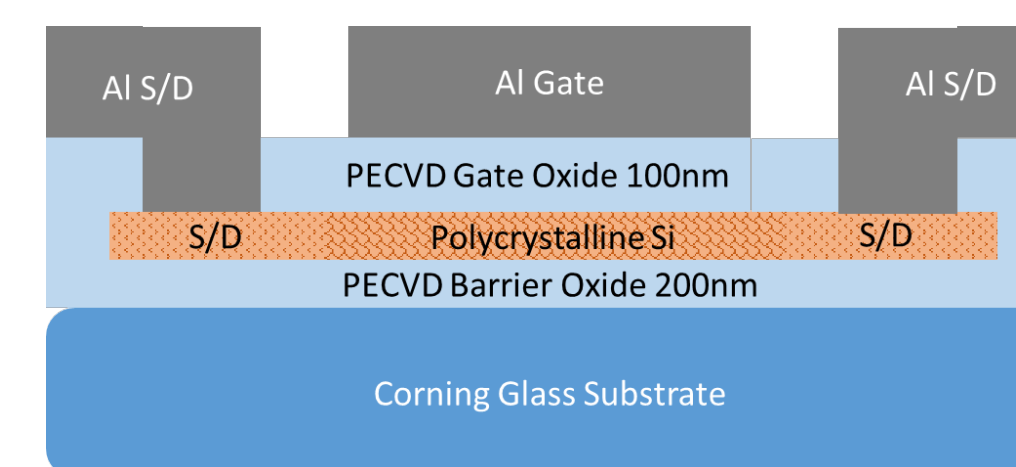 Al S/D
Al Gate
Al S/D
PECVD Gate Oxide 100nm
S/D
Polycrystalline Si
S/D
PECVD Barrier Oxide 200nm
Corning Glass Substrate